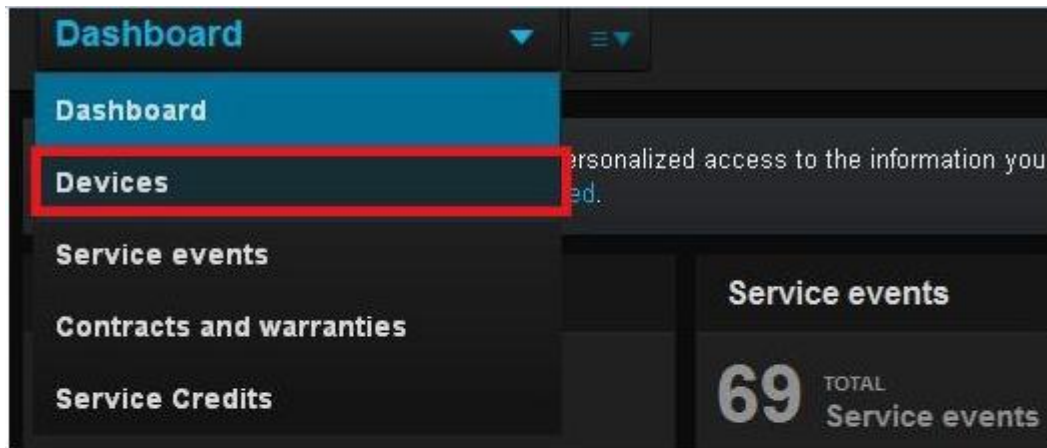 Dashboard
Dashboard
Devices
Service events
Contracts and warranties
Service Credits
ersonalized access to the information you
ed.
Service events
69 TOTAL
Service events